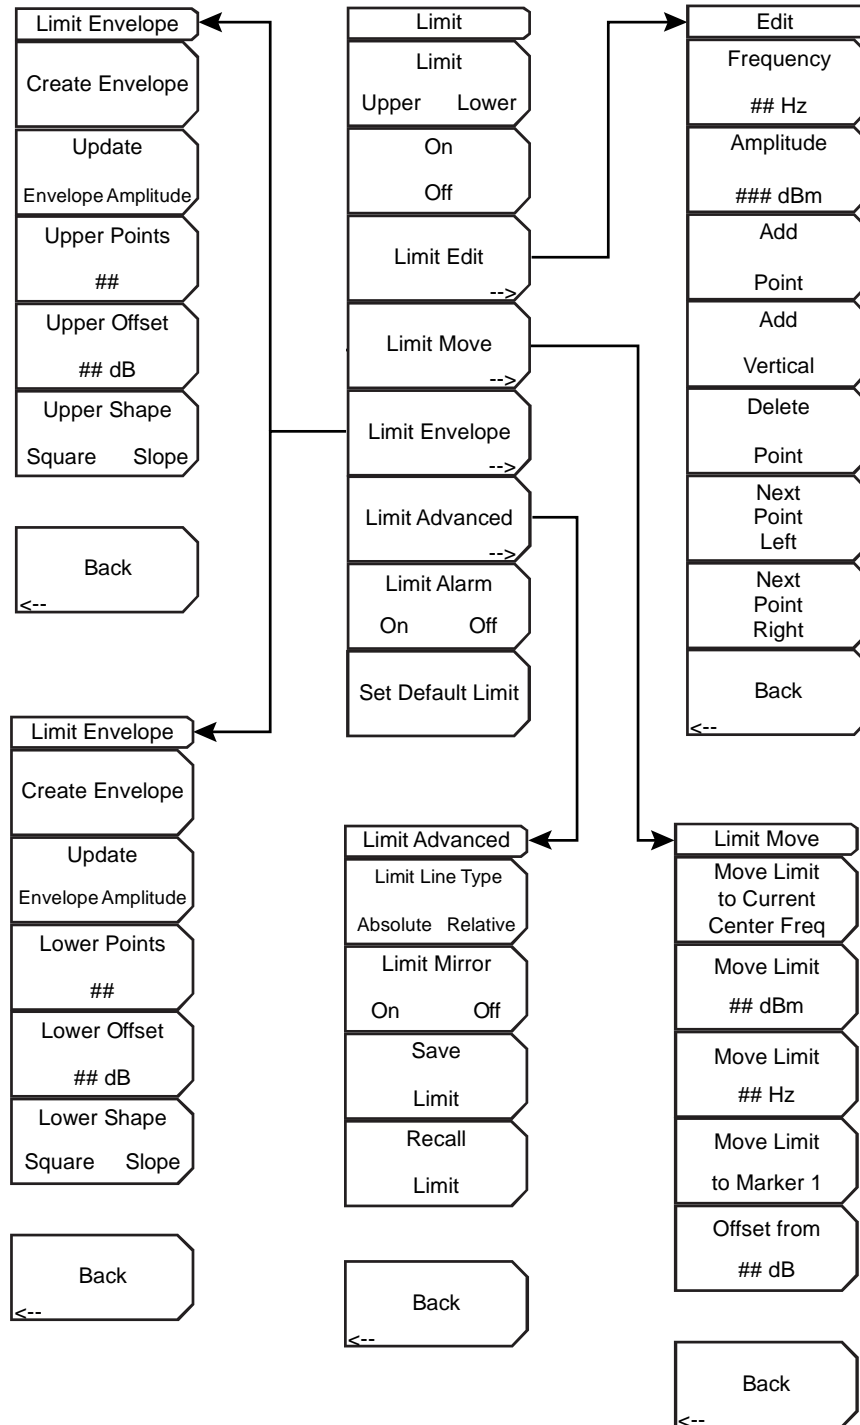 Limit Envelope
Create Envelope
Update
Envelope Amplitude
Upper Points
##
Upper Offset
## dB
Upper Shape
Square Slope
Back
<--
Limit Envelope
Create Envelope
Update
Envelope Amplitude
Lower Points
##
Lower Offset
## dB
Lower Shape
Square Slope
Back
<--
Limit
Limit
Upper Lower
On
Off
Limit Edit
-->
Limit Move
-->
Limit Envelope
-->
Limit Advanced
-->
Limit Alarm
On Off
Set Default Limit
Limit Advanced
Limit Line Type
Absolute Relative
Limit Mirror
On Off
Save
Limit
Recall
Limit
Back
<--
Edit
Frequency
## Hz
Amplitude
### dBm
Add
Point
Add
Vertical
Delete
Point
Next
Point
Left
Next
Point
Right
Back
<--
Limit Move
Move Limit
to Current
Center Freq
Move Limit
## dBm
Move Limit
## Hz
Move Limit
to Marker 1
Offset from
## dB
Back
<--